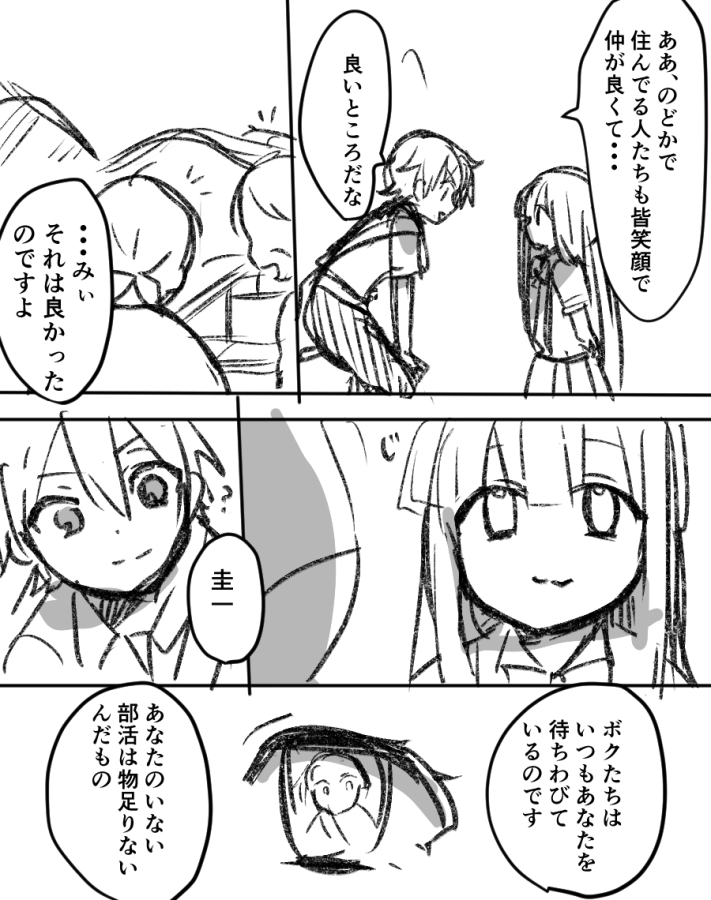 ああ、のどかで
住んでる人たちも皆笑顔で
仲が良くて・・・
良いところだな
・・・みぃ
それは良かった
のですよ
じ
?
圭一
ボクたちは
いつもあなたを
待ちわびて
いるのです
あなたのいない
部活は物足りない
んだもの